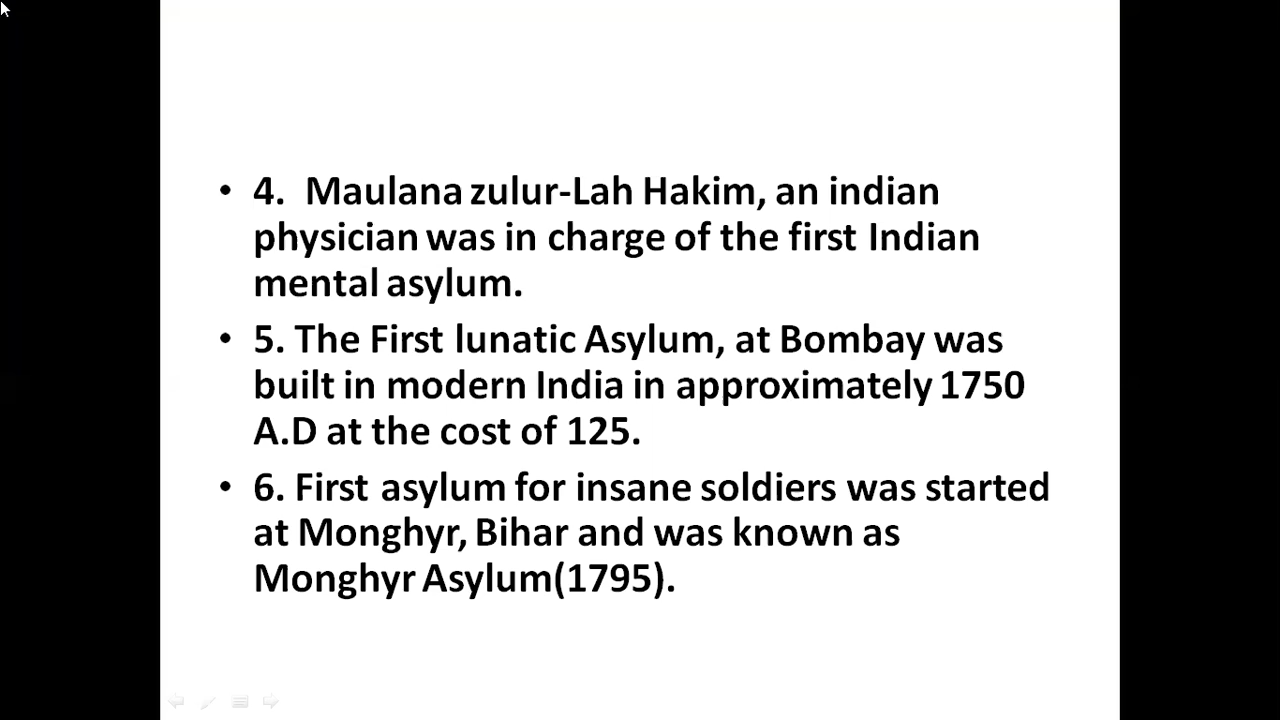 • 4. Maulana zulur-Lah Hakim, an indian
physician was in charge of the first Indian
mental asylum.
• 5. The First lunatic Asylum, at Bombay was
built in modern India in approximately 1750
A.D at the cost of 125.
• 6. First asylum for insane soldiers was started
at Monghyr, Bihar and was known as
Monghyr Asylum(1795).